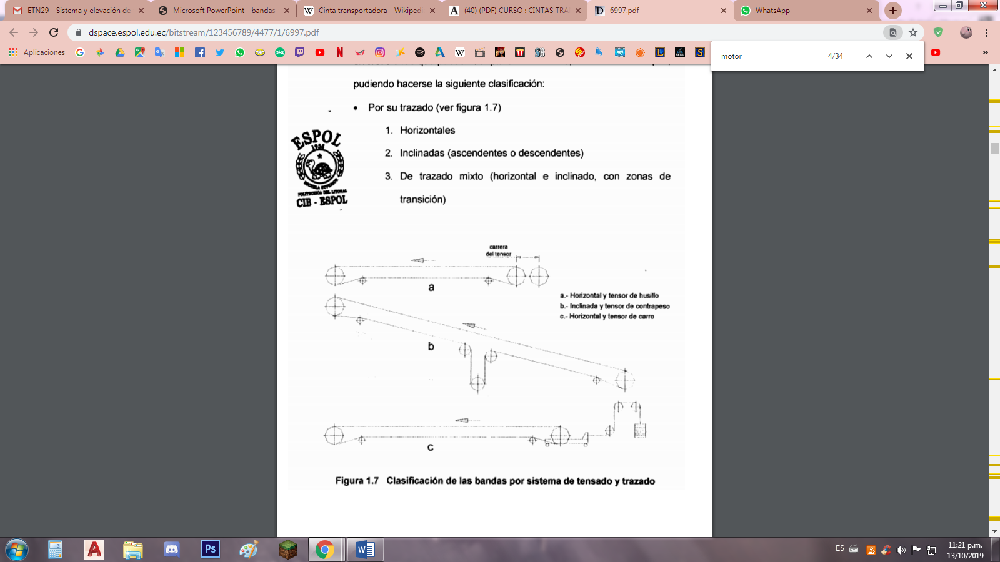 ETN29 - Sistema y elevación de
Microsoft PowerPoint - bandas_
Cinta transportadora - Wikipedi
(40) (PDF) CURSO : CINTAS TRA
6997.pdf
WhatsApp
dspace.espol.edu.ec/bitstream/123456789/4477/1/6997.pdf
Aplicaciones
motor
4/34
pudiendo hacerse la siguiente clasificación:
• Por su trazado (ver figura 1.7)
1. Horizontales
2. Inclinadas (ascendentes o descendentes)
3. De trazado mixto (horizontal e inclinado, con zonas de
transición)
ESPOL
ESCUELA SUPERIOR
POLITECNICA DEL LITORAL
CIB - ESPOL
carrera
del tensor
a
a.- Horizontal y tensor de husillo
b.- Inclinada y tensor de contrapeso
c.- Horizontal y tensor de carro
b
c
Figura 1.7 Clasificación de las bandas por sistema de tensado y trazado
ES
11:21 p.m.
13/10/2019